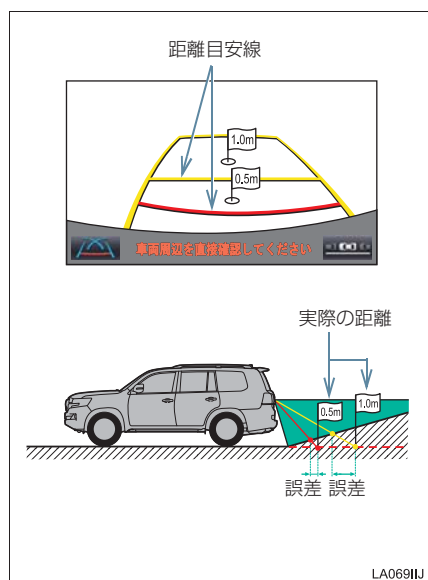 距離目安線
1.0m
0.5m
車両周辺を直接確認してください
実際の距離
0.5m
1.0m
誤差 誤差
LA069IIJ